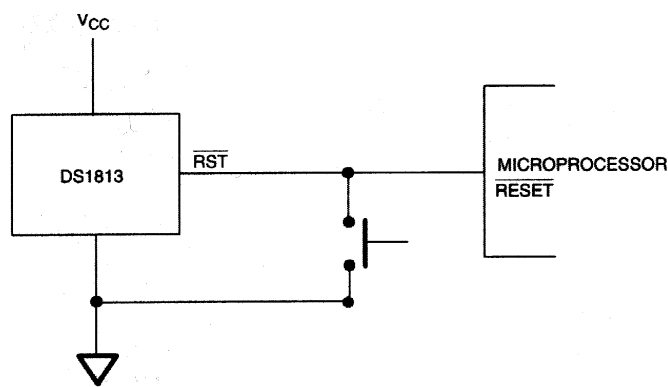 VCC
DS1813
RST
MICROPROCESSOR
RESET